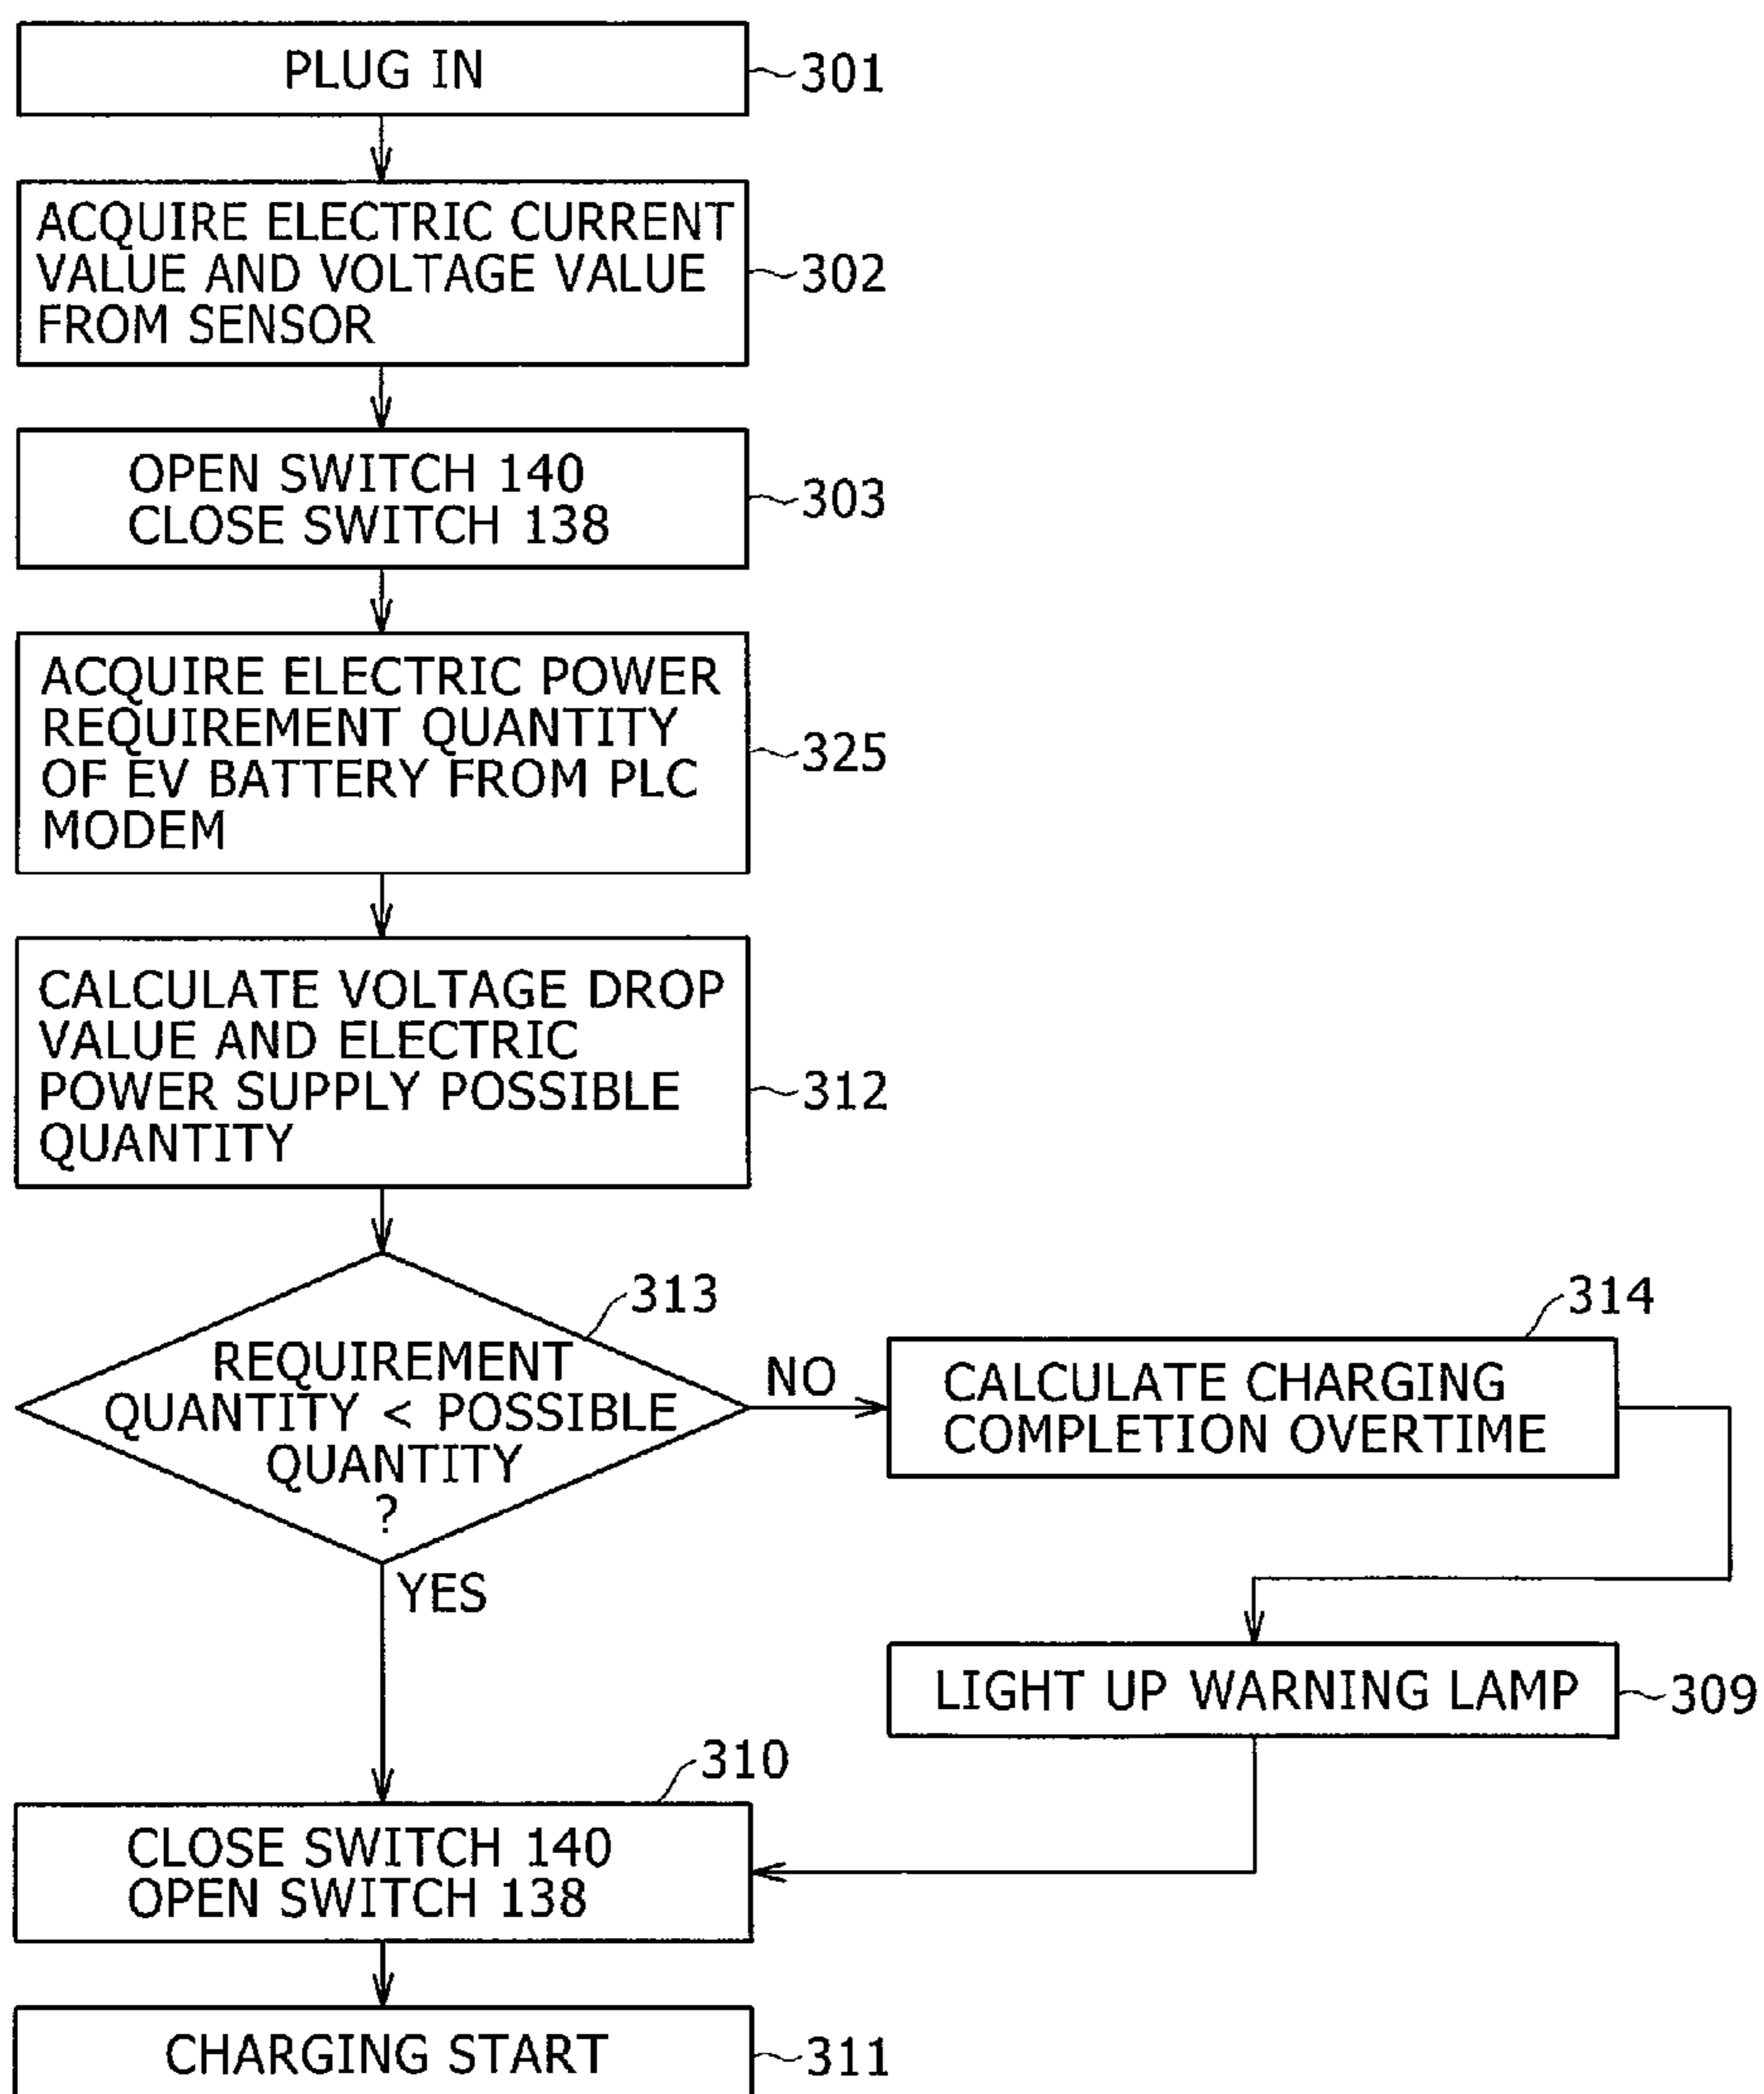 PLUG IN
301
ACQUIRE ELECTRIC CURRENT
VALUE AND VOLTAGE VALUE
FROM SENSOR
302
OPEN SWITCH 140
CLOSE SWITCH 138
303
ACQUIRE ELECTRIC POWER
REQUIREMENT QUANTITY
OF EV BATTERY FROM PLC
MODEM
325
CALCULATE VOLTAGE DROP
VALUE AND ELECTRIC
POWER SUPPLY POSSIBLE
QUANTITY
312
313
REQUIREMENT
QUANTITY < POSSIBLE
QUANTITY
?
NO
YES
314
CALCULATE CHARGING
COMPLETION OVERTIME
LIGHT UP WARNING LAMP
309
310
CLOSE SWITCH 140
OPEN SWITCH 138
CHARGING START
311